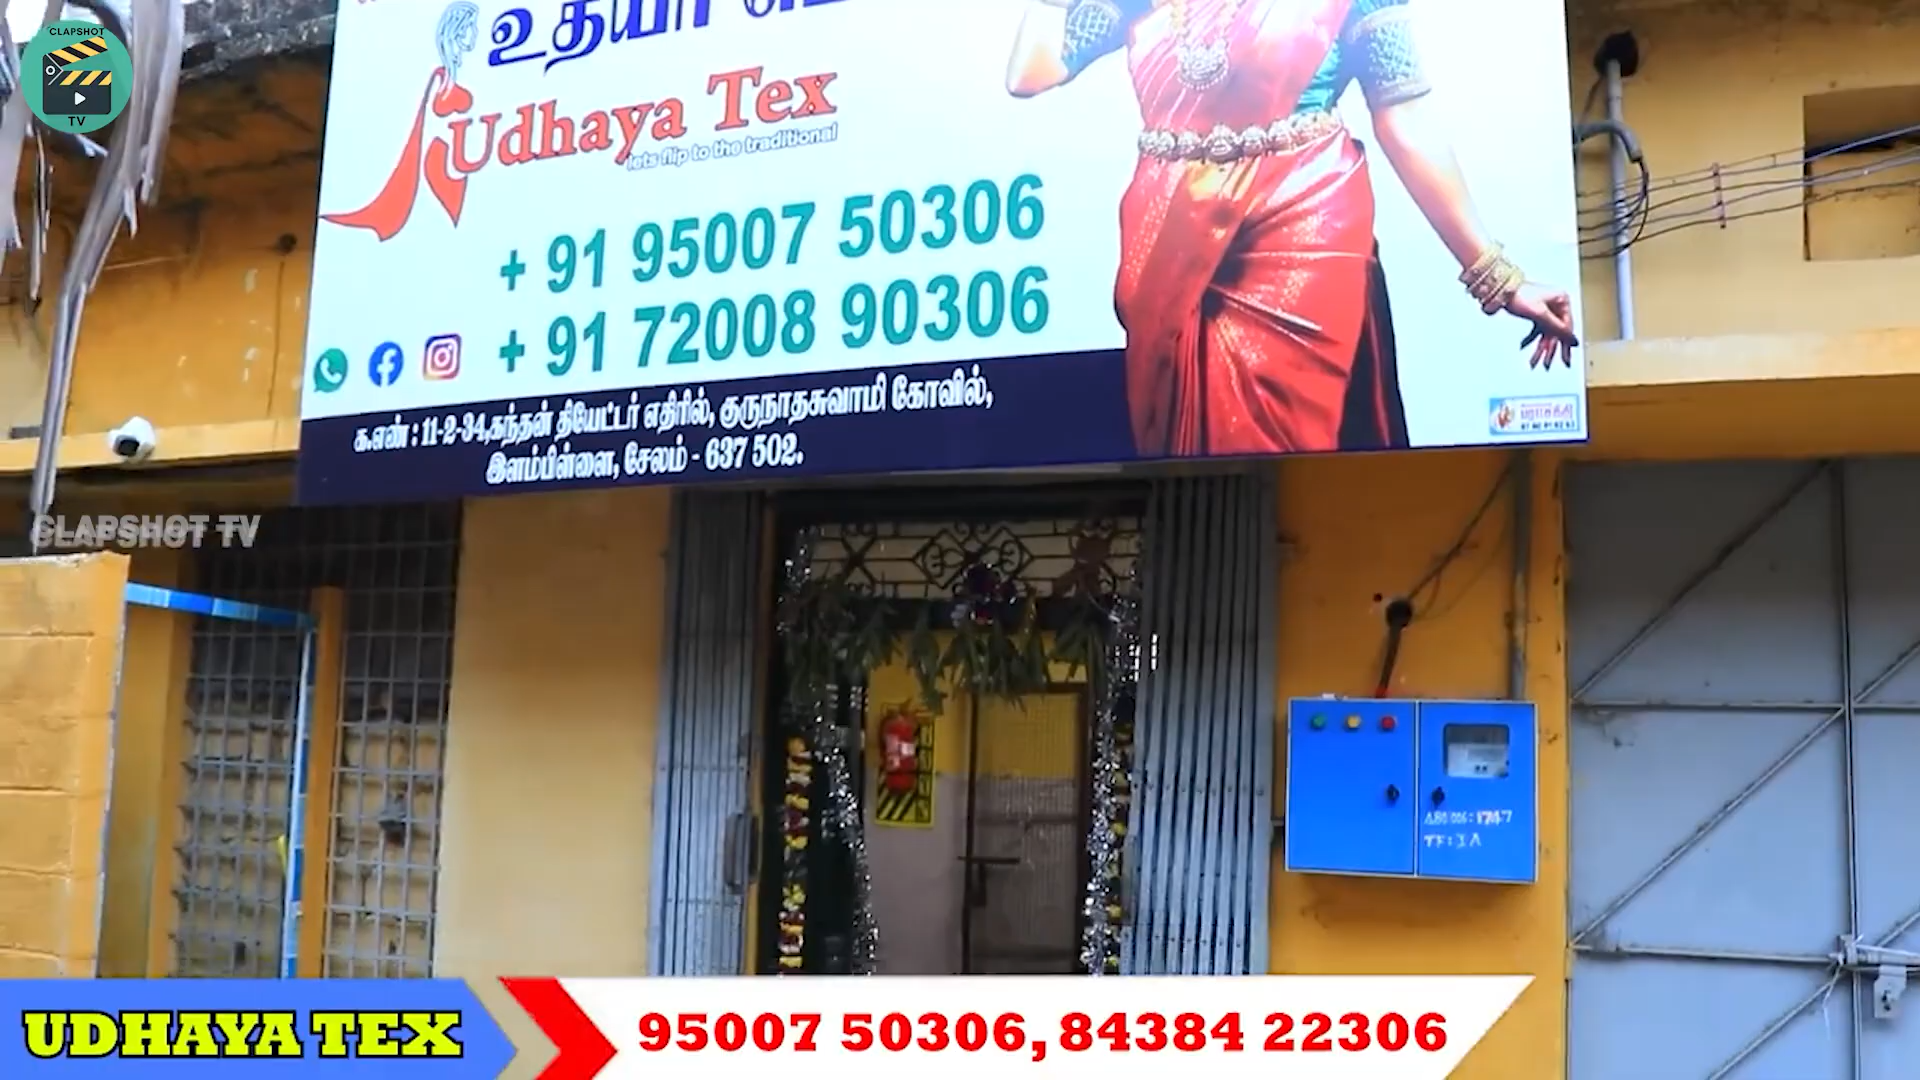 CLAPSHOT
TV
உதயா
Udhaya Tex
lets flip to the traditional
+ 91 95007 50306
+ 91 72008 90306
க.எண் : 11-2-34,கந்தன் தியேட்டர் எதிரில், குருநாதசுவாமி கோவில்,
இளம்பிள்ளை, சேலம் - 637 502.
CLAPSHOT TV
UDHAYA TEX
95007 50306, 84384 22306